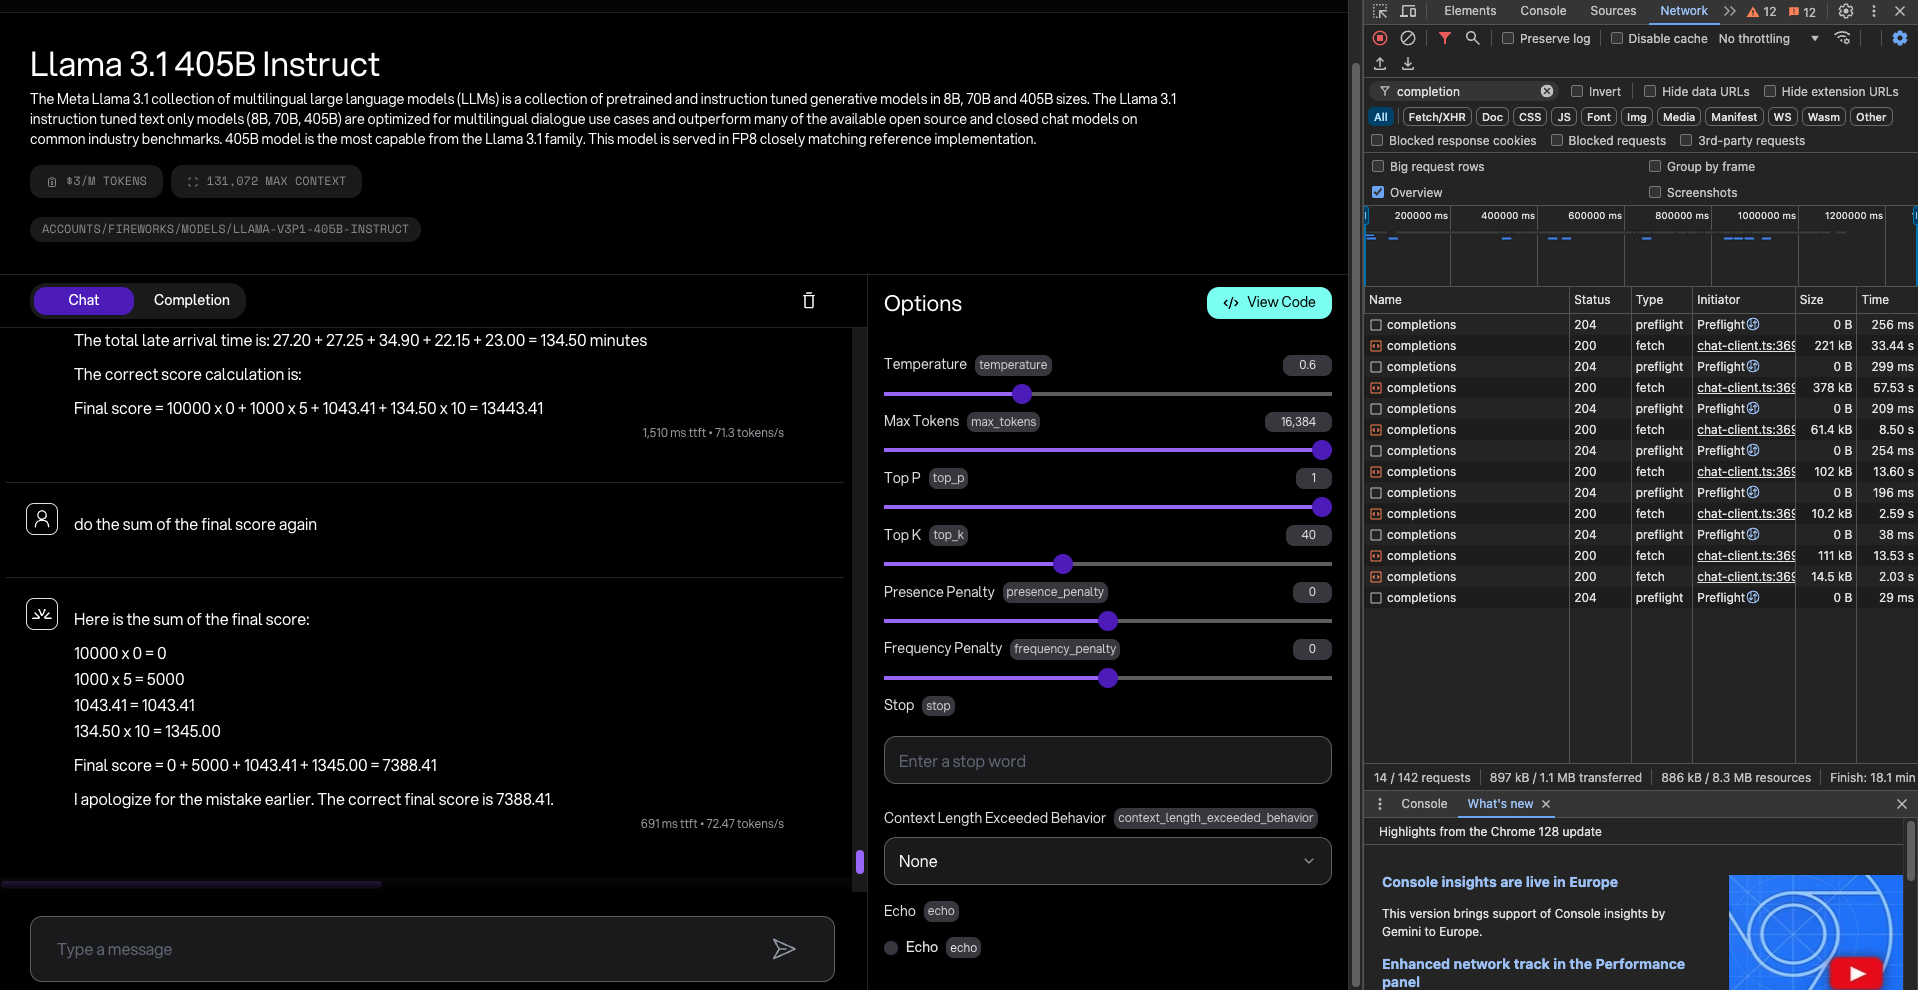 Llama 3.1 405B Instruct
The Meta Llama 3.1 collection of multilingual large language models (LLMs) is a collection of pretrained and instruction tuned generative models in 8B, 70B and 405B sizes. The Llama 3.1
instruction tuned text only models (8B, 70B, 405B) are optimized for multilingual dialogue use cases and outperform many of the available open source and closed chat models on
common industry benchmarks. 405B model is the most capable from the Llama 3.1 family. This model is served in FP8 closely matching reference implementation.
$3/M TOKENS 131,072 MAX CONTEXT
ACCOUNTS/FIREWORKS/MODELS/LLAMA-V3P1-405B-INSTRUCT
Chat Completion
The total late arrival time is: 27.20 + 27.25 + 34.90 + 22.15 + 23.00 = 134.50 minutes
The correct score calculation is:
Final score = 10000 x 0 + 1000 x 5 + 1043.41 + 134.50 x 10 = 13443.41
1,510 ms ttft • 71.3 tokens/s
do the sum of the final score again
Here is the sum of the final score:
10000 x 0 = 0
1000 x 5 = 5000
1043.41 = 1043.41
134.50 x 10 = 1345.00
Final score = 0 + 5000 + 1043.41 + 1345.00 = 7388.41
I apologize for the mistake earlier. The correct final score is 7388.41.
691 ms ttft • 72.47 tokens/s
Type a message
Options
</> View Code
Temperature temperature 0.6
Max Tokens max_tokens 16,384
Top P top_p 1
Top K top_k 40
Presence Penalty presence_penalty 0
Frequency Penalty frequency_penalty 0
Stop stop
Enter a stop word
Context Length Exceeded Behavior context_length_exceeded_behavior
None
Echo echo
Echo echo
Elements Console Sources Network 12 12
Preserve log Disable cache No throttling
completion Invert Hide data URLs Hide extension URLs
All Fetch/XHR Doc CSS JS Font Img Media Manifest WS Wasm Other
Blocked response cookies Blocked requests 3rd-party requests
Big request rows Group by frame
Overview Screenshots
200000 ms 400000 ms 600000 ms 800000 ms 1000000 ms 1200000 ms
Name Status Type Initiator Size Time
completions 204 preflight Preflight 0 B 256 ms
completions 200 fetch chat-client.ts:369 221 kB 33.44 s
completions 204 preflight Preflight 0 B 299 ms
completions 200 fetch chat-client.ts:369 378 kB 57.53 s
completions 204 preflight Preflight 0 B 209 ms
completions 200 fetch chat-client.ts:369 61.4 kB 8.50 s
completions 204 preflight Preflight 0 B 254 ms
completions 200 fetch chat-client.ts:369 102 kB 13.60 s
completions 204 preflight Preflight 0 B 196 ms
completions 200 fetch chat-client.ts:369 10.2 kB 2.59 s
completions 204 preflight Preflight 0 B 38 ms
completions 200 fetch chat-client.ts:369 111 kB 13.53 s
completions 200 fetch chat-client.ts:369 14.5 kB 2.03 s
completions 204 preflight Preflight 0 B 29 ms
14 / 142 requests 897 kB / 1.1 MB transferred 886 kB / 8.3 MB resources Finish: 18.1 min
Console What's new
Highlights from the Chrome 128 update
Console insights are live in Europe
This version brings support of Console insights by
Gemini to Europe.
Enhanced network track in the Performance
panel